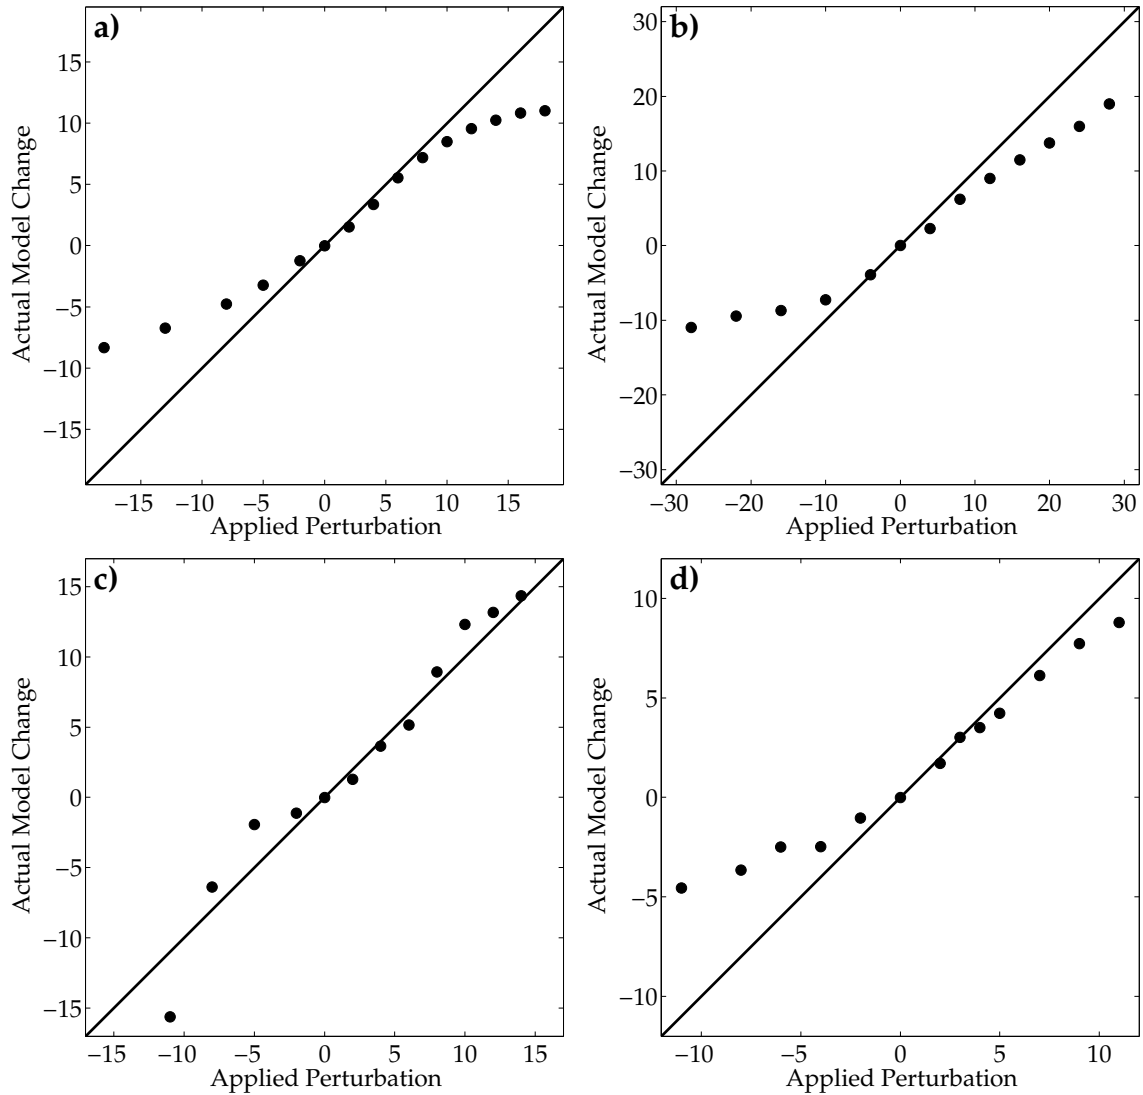 a)
15
10
5
0
−5
−10
−15
−15 −10 −5 0 5 10 15
Actual Model Change
Applied Perturbation
b)
30
20
10
0
−10
−20
−30
−30 −20 −10 0 10 20 30
Actual Model Change
Applied Perturbation
c)
15
10
5
0
−5
−10
−15
−15 −10 −5 0 5 10 15
Actual Model Change
Applied Perturbation
d)
10
5
0
−5
−10
−10 −5 0 5 10
Actual Model Change
Applied Perturbation